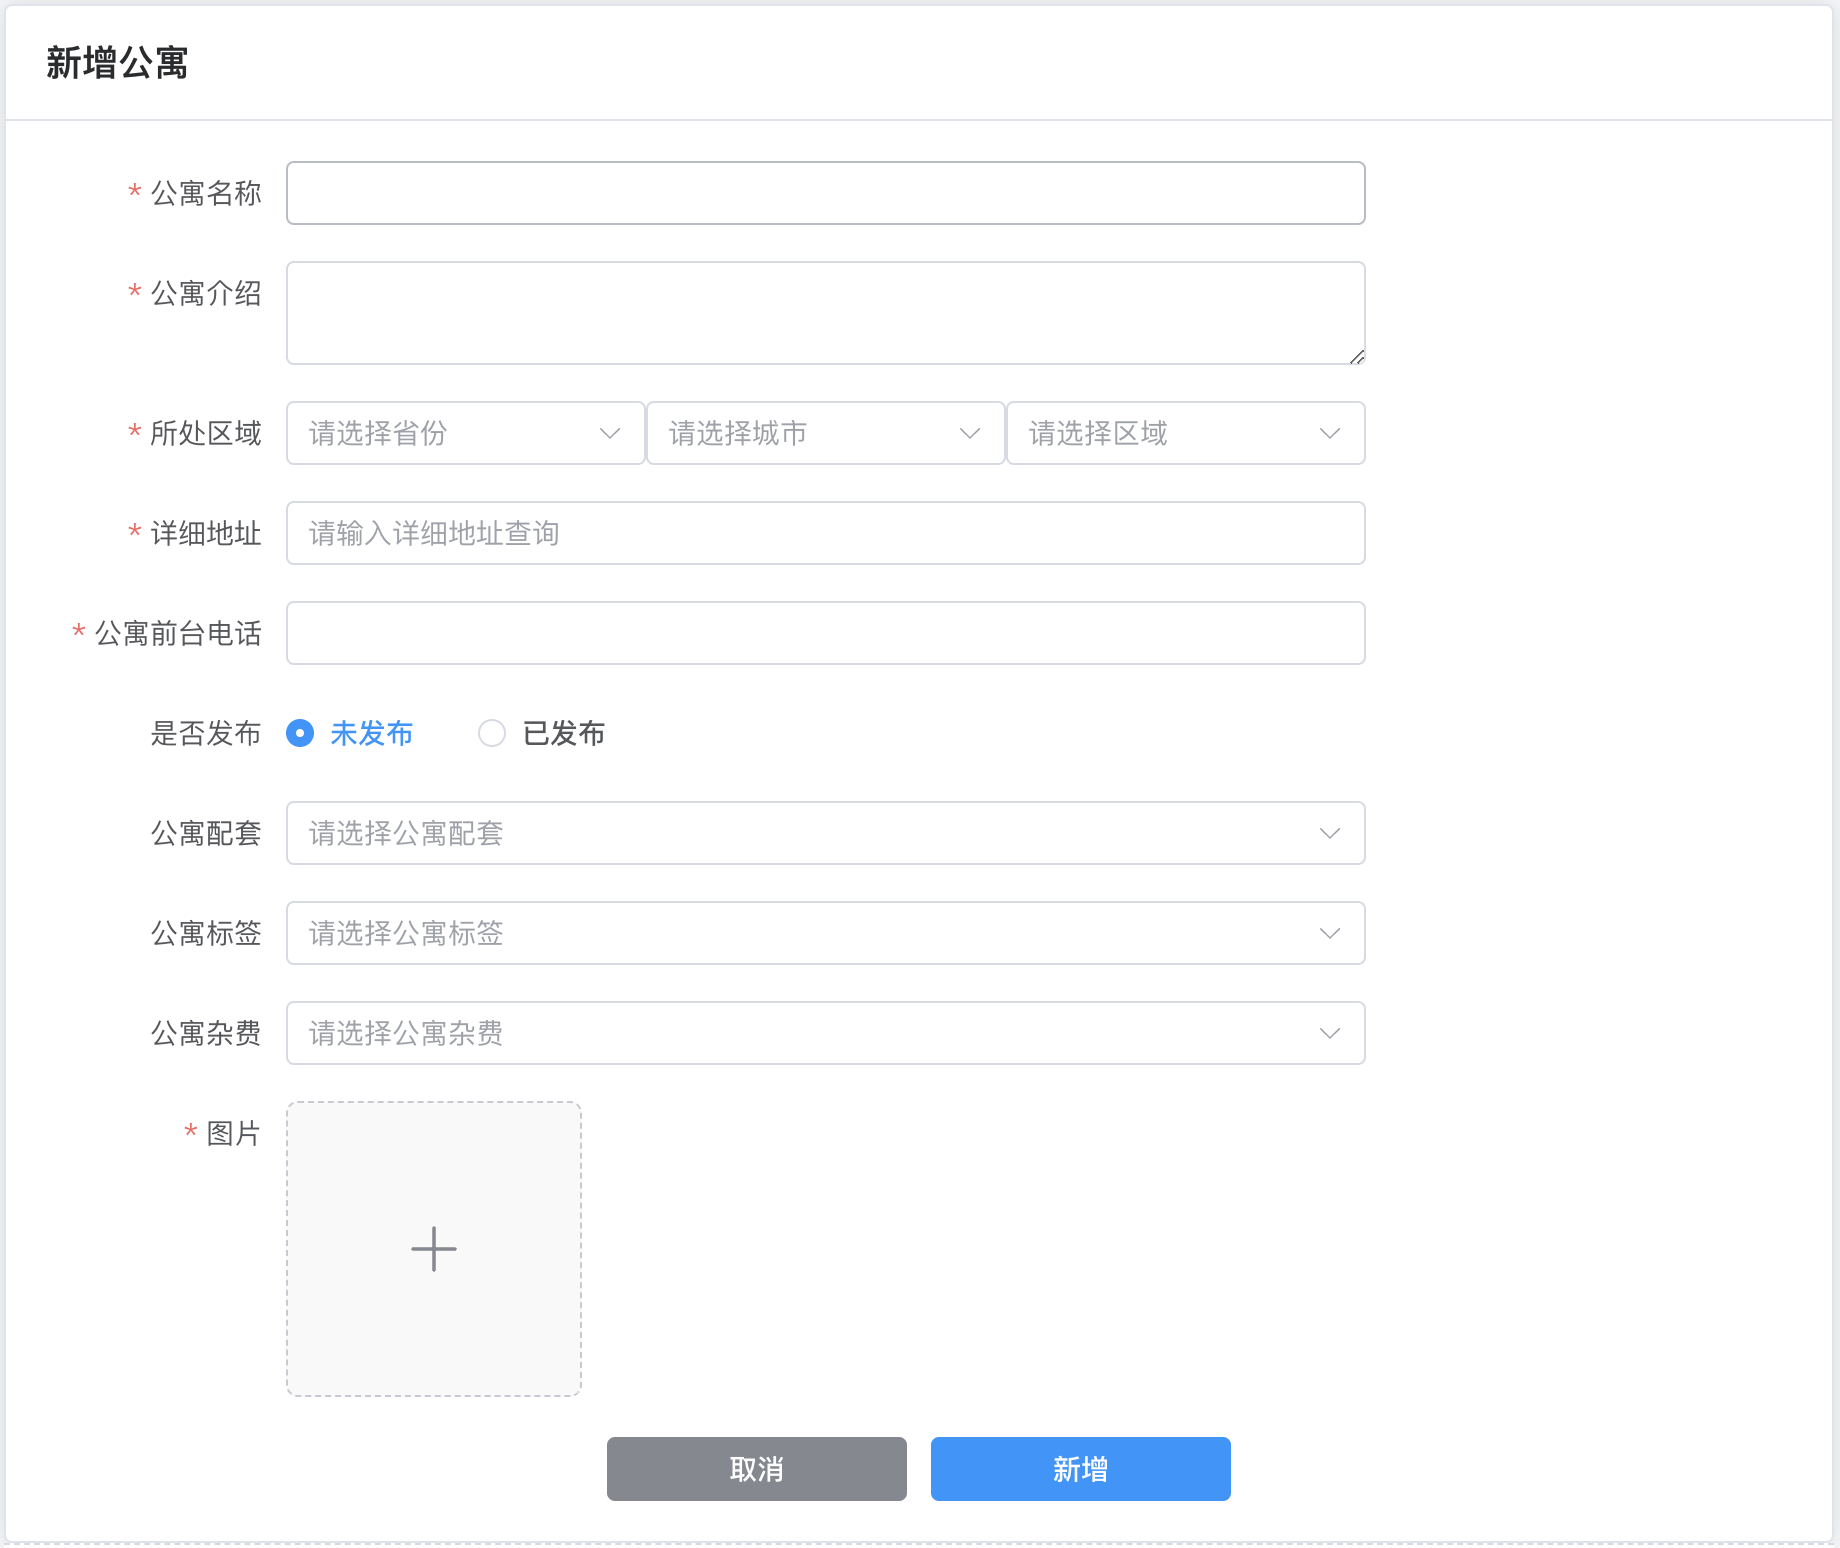 新增公寓
* 公寓名称
* 公寓介绍
* 所处区域 请选择省份 请选择城市 请选择区域
* 详细地址 请输入详细地址查询
* 公寓前台电话
是否发布 未发布 已发布
公寓配套 请选择公寓配套
公寓标签 请选择公寓标签
公寓杂费 请选择公寓杂费
* 图片
取消 新增